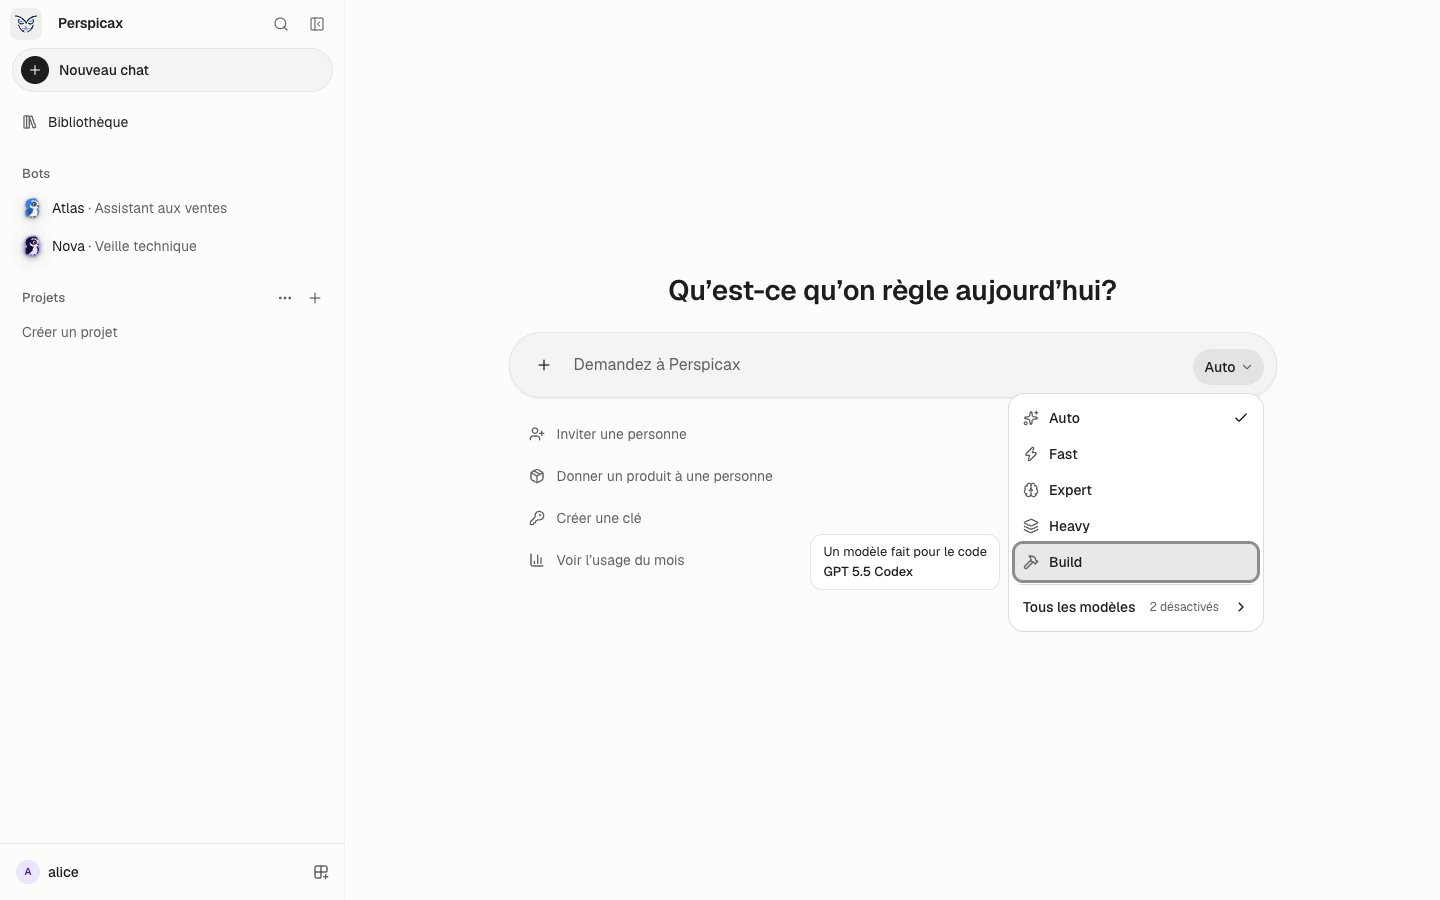 Perspicax
Nouveau chat
Bibliothèque
Bots
Atlas · Assistant aux ventes
Nova · Veille technique
Projets
Créer un projet
Qu’est-ce qu’on règle aujourd’hui?
Demandez à Perspicax
Auto
Inviter une personne
Donner un produit à une personne
Créer une clé
Voir l’usage du mois
Un modèle fait pour le code
GPT 5.5 Codex
Auto
Fast
Expert
Heavy
Build
Tous les modèles 2 désactivés
A alice